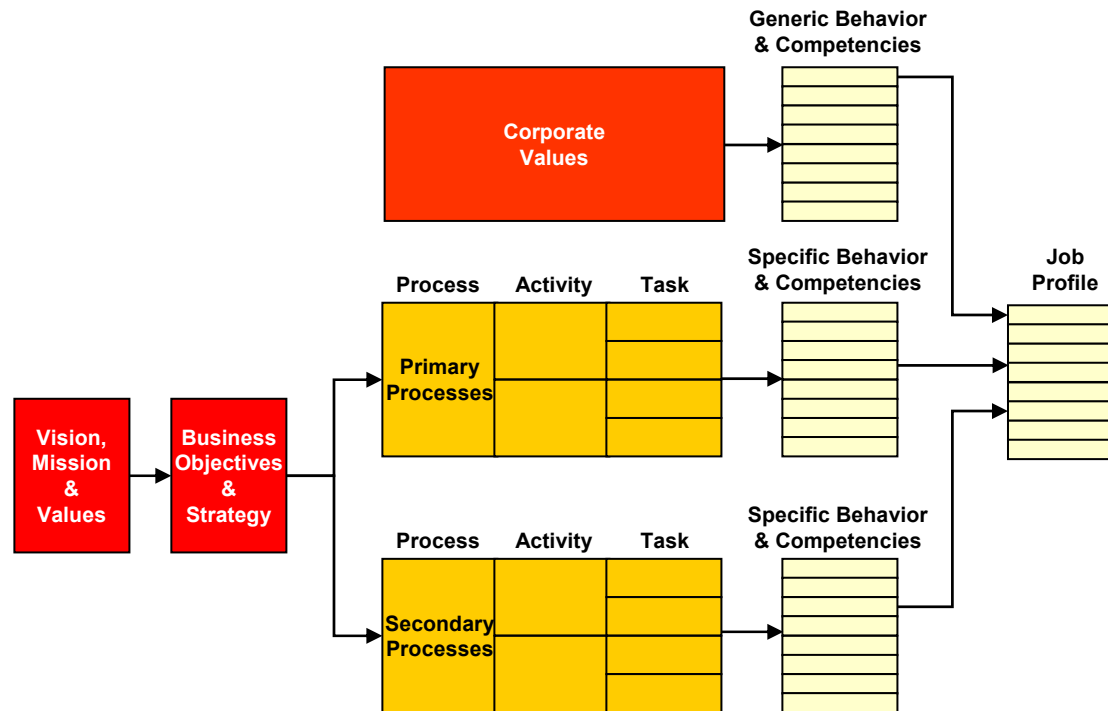 Generic Behavior
& Competencies
Corporate
Values
Specific Behavior
& Competencies
Job
Profile
Process
Activity
Task
Primary
Processes
Vision,
Mission
&
Values
Business
Objectives
&
Strategy
Specific Behavior
& Competencies
Process
Activity
Task
Secondary
Processes